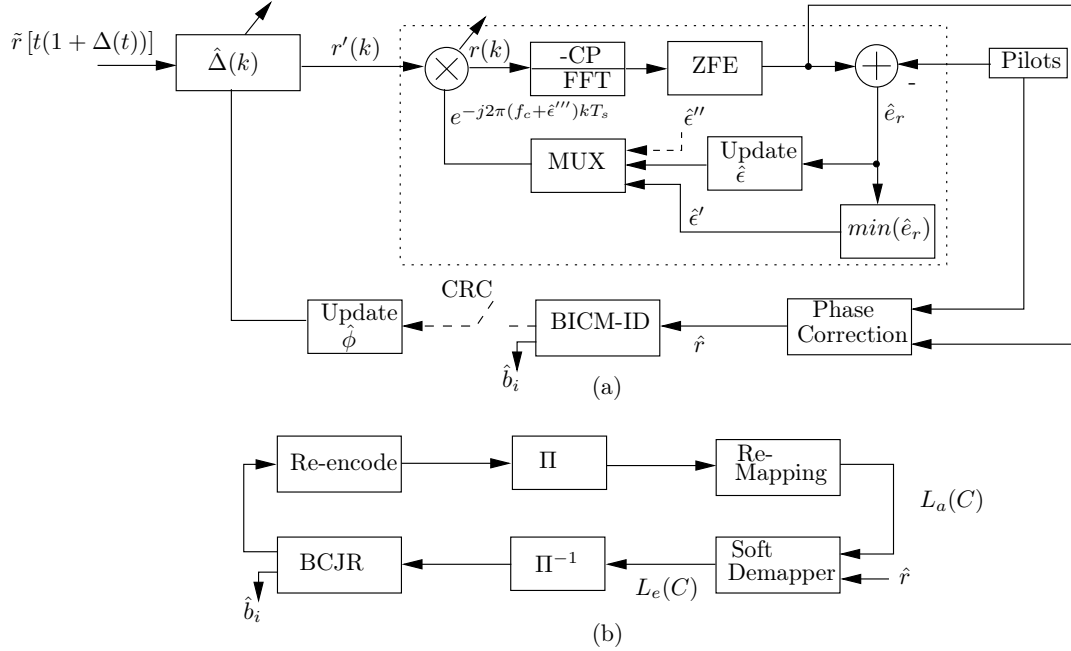 r̃ [t(1 + Δ(t))]
Δ̂(k)
r′(k)
r(k)
-CP
FFT
ZFE
Pilots
-
e^{−j2π(f_c+ε̂′′′)kT_s}
ε̂′′
ê_r
MUX
Update
ε̂
ε̂′
min(ê_r)
CRC
Update
φ̂
BICM-ID
r̂
Phase
Correction
b̂_i
(a)
Re-encode
Π
Re-
Mapping
L_a(C)
BCJR
Π^{−1}
Soft
Demapper
L_e(C)
r̂
b̂_i
(b)